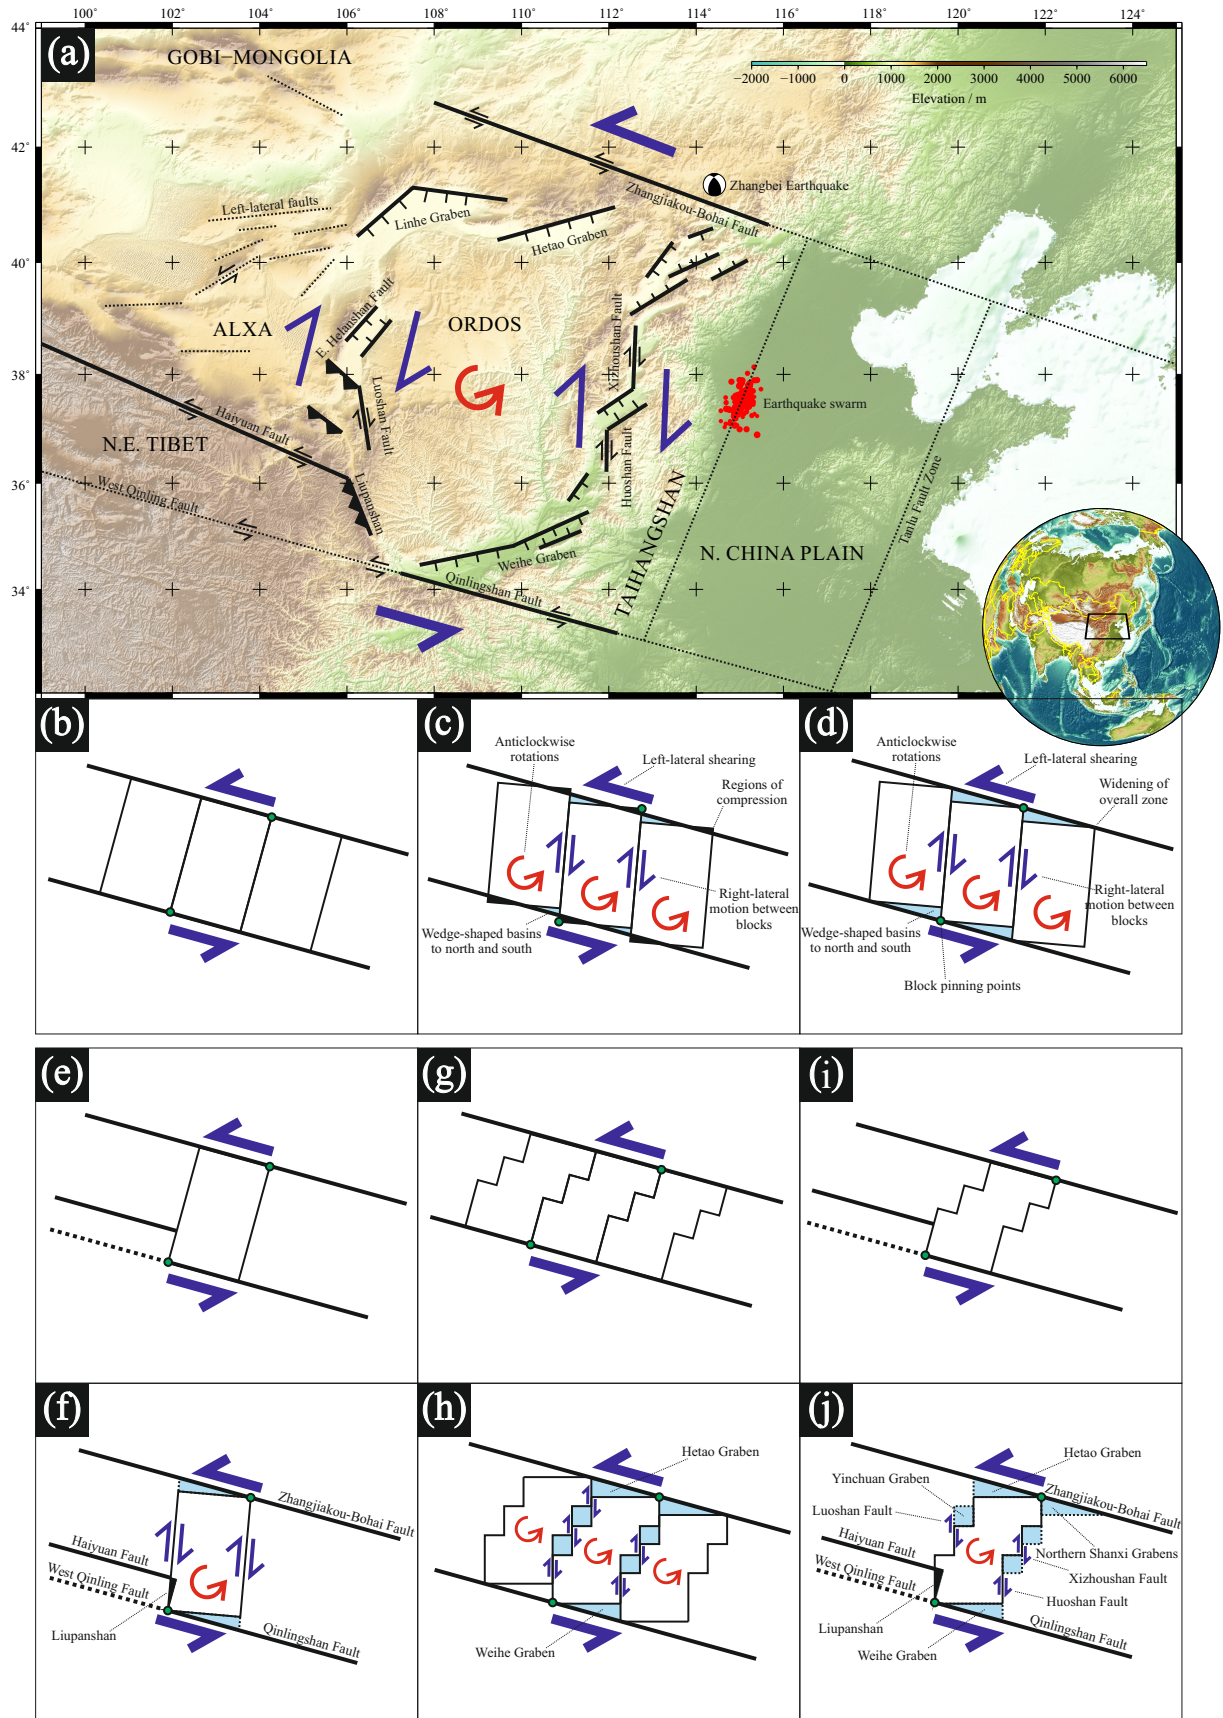 100° 102° 104° 106° 108° 110° 112° 114° 116° 118° 120° 122° 124°
44°
(a)
GOBI−MONGOLIA
−2000 −1000 0 1000 2000 3000 4000 5000 6000
Elevation / m
42°
Zhangbei Earthquake
Zhangjiakou-Bohai Fault
Left-lateral faults
Linhe Graben
Hetao Graben
40°
E. Helanshan Fault
ALXA
ORDOS
Xizhoushan Fault
38°
Luoshan Fault
Earthquake swarm
Haiyuan Fault
N.E. TIBET
Huoshan Fault
36°
West Qinling Fault
Liupanshan
TAIHANGSHAN
Tanlu Fault Zone
Weihe Graben
N. CHINA PLAIN
Qinlingshan Fault
34°
(b)
(c)
Anticlockwise
rotations
Left-lateral shearing
Regions of
compression
Right-lateral
motion between
blocks
Wedge-shaped basins
to north and south
(d)
Anticlockwise
rotations
Left-lateral shearing
Widening of
overall zone
Right-lateral
motion between
blocks
Wedge-shaped basins
to north and south
Block pinning points
(e)
(g)
(i)
(f)
Zhangjiakou-Bohai Fault
Haiyuan Fault
West Qinling Fault
Liupanshan
Qinlingshan Fault
(h)
Hetao Graben
Weihe Graben
(j)
Hetao Graben
Yinchuan Graben
Zhangjiakou-Bohai Fault
Luoshan Fault
Haiyuan Fault
Northern Shanxi Grabens
West Qinling Fault
Xizhoushan Fault
Huoshan Fault
Liupanshan
Qinlingshan Fault
Weihe Graben